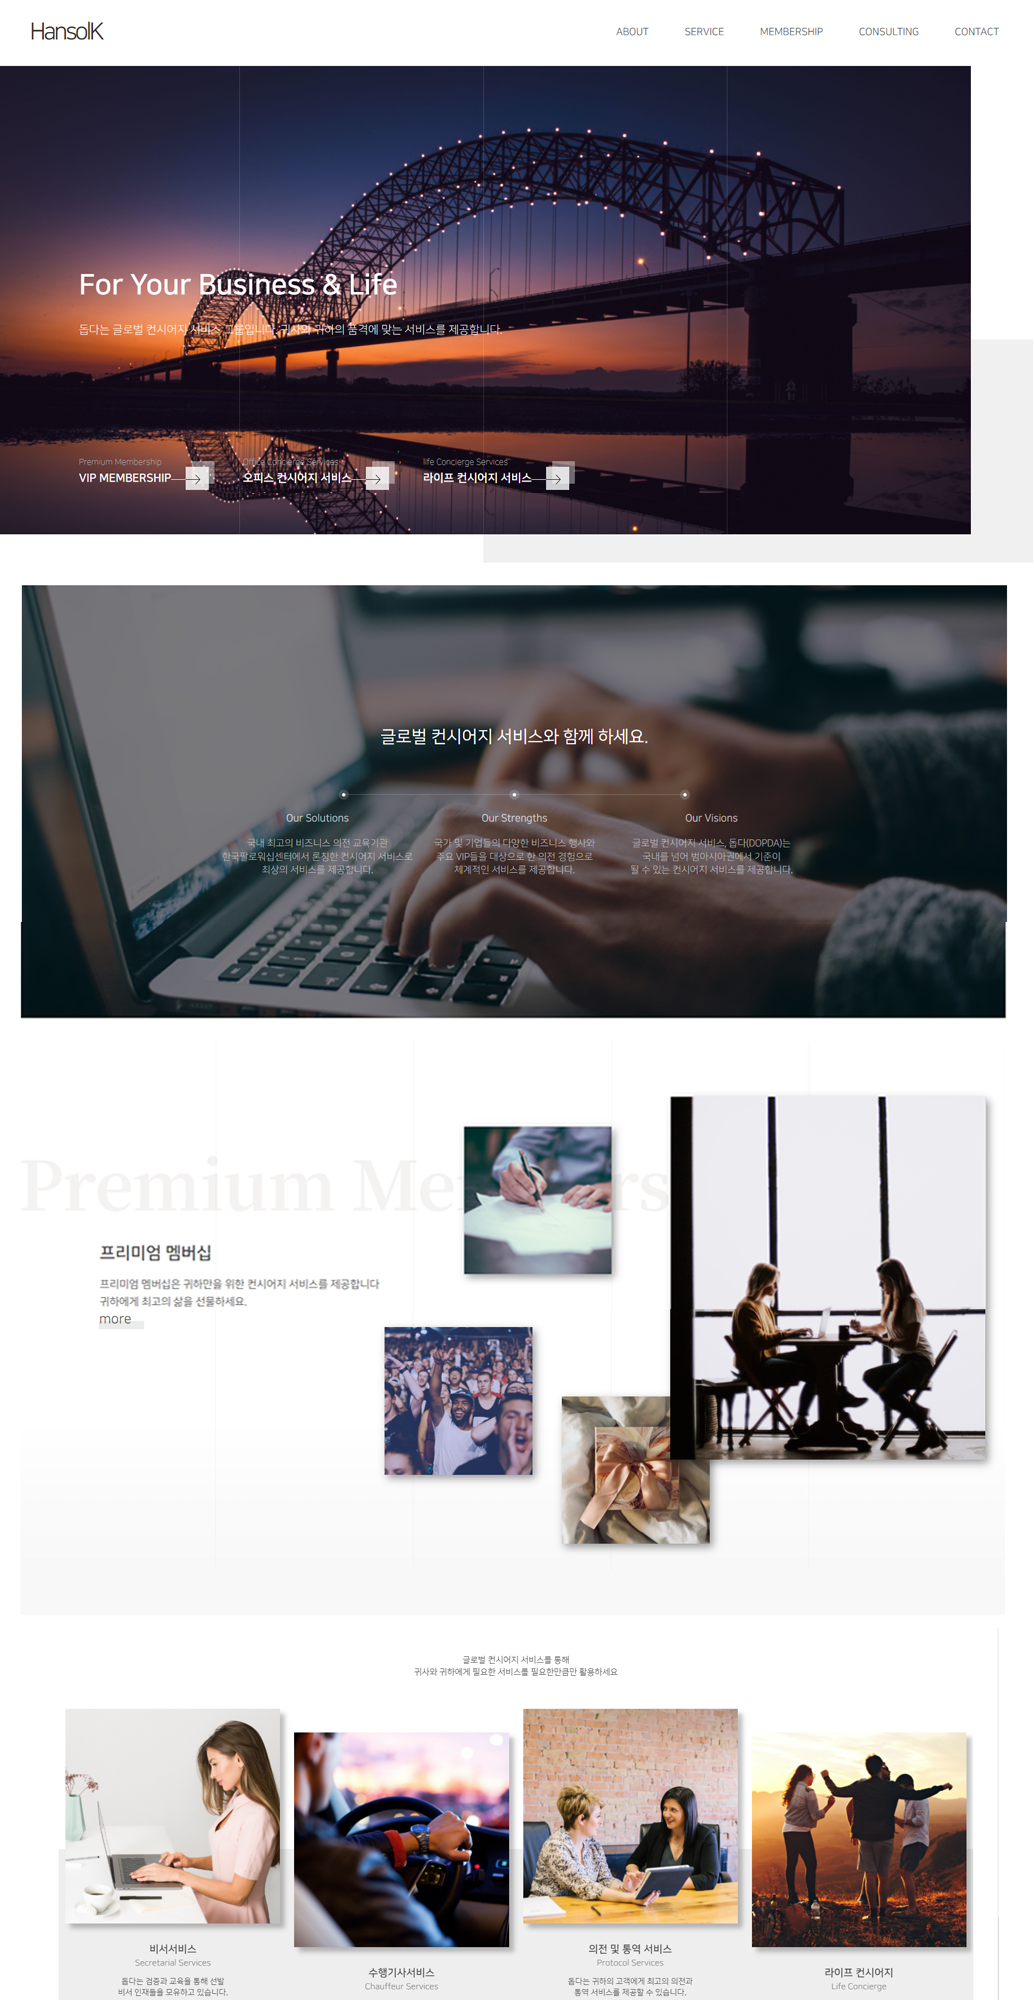 HansolK
ABOUT SERVICE MEMBERSHIP CONSULTING CONTACT
For Your Business & Life
돕다는 글로벌 컨시어지 서비스 그룹입니다. 귀사와 귀하의 품격에 맞는 서비스를 제공합니다.
Premium Membership
VIP MEMBERSHIP
Office Concierge Services
오피스 컨시어지 서비스
life Concierge Services
라이프 컨시어지 서비스
글로벌 컨시어지 서비스와 함께 하세요.
Our Solutions
국내 최고의 비즈니스 의전 교육기관
한국팔로워십센터에서 론칭한 컨시어지 서비스로
최상의 서비스를 제공합니다.
Our Strengths
국가 및 기업들의 다양한 비즈니스 행사와
주요 VIP들을 대상으로 한 의전 경험으로
체계적인 서비스를 제공합니다.
Our Visions
글로벌 컨시어지 서비스, 돕다(DOPDA)는
국내를 넘어 범아시아권에서 기준이
될 수 있는 컨시어지 서비스를 제공합니다.
Premium
프리미엄 멤버십
프리미엄 멤버십은 귀하만을 위한 컨시어지 서비스를 제공합니다
귀하에게 최고의 삶을 선물하세요.
more
글로벌 컨시어지 서비스를 통해
귀사와 귀하에게 필요한 서비스를 필요한만큼만 활용하세요
비서서비스
Secretarial Services
돕다는 검증과 교육을 통해 선발
비서 인재들을 보유하고 있습니다.
수행기사서비스
Chauffeur Services
의전 및 통역 서비스
Protocol Services
돕다는 귀하의 고객에게 최고의 의전과
통역 서비스를 제공할 수 있습니다.
라이프 컨시어지
Life Concierge